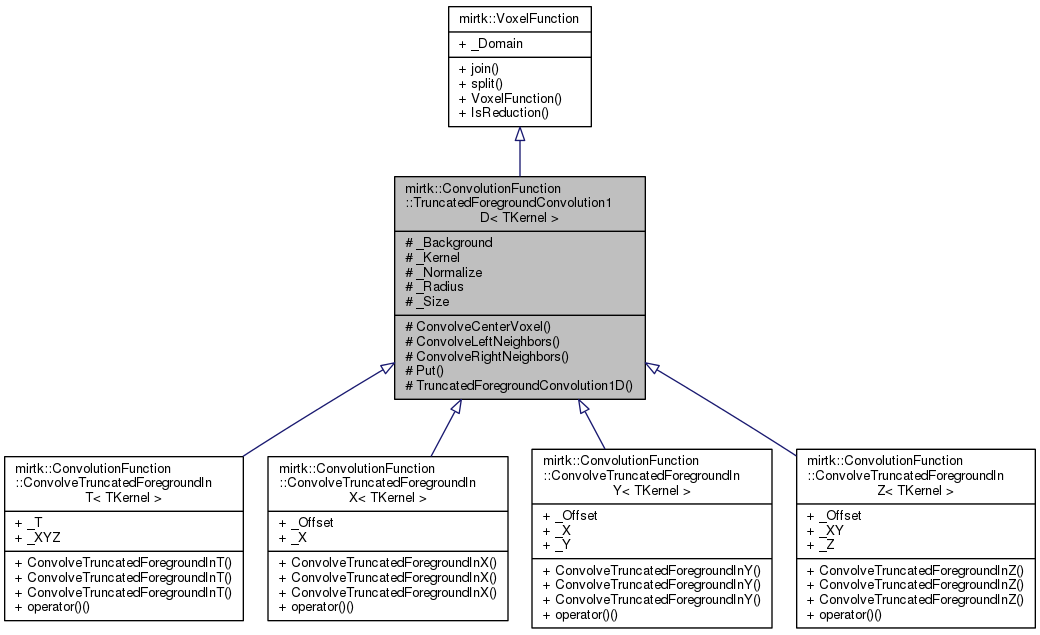 mirtk::VoxelFunction
+ _Domain
+ join()
+ split()
+ VoxelFunction()
+ IsReduction()
mirtk::ConvolutionFunction
::TruncatedForegroundConvolution1
D< TKernel >
# _Background
# _Kernel
# _Normalize
# _Radius
# _Size
# ConvolveCenterVoxel()
# ConvolveLeftNeighbors()
# ConvolveRightNeighbors()
# Put()
# TruncatedForegroundConvolution1D()
mirtk::ConvolutionFunction
::ConvolveTruncatedForegroundIn
T< TKernel >
+ _T
+ _XYZ
+ ConvolveTruncatedForegroundInT()
+ ConvolveTruncatedForegroundInT()
+ ConvolveTruncatedForegroundInT()
+ operator()()
mirtk::ConvolutionFunction
::ConvolveTruncatedForegroundIn
X< TKernel >
+ _Offset
+ _X
+ ConvolveTruncatedForegroundInX()
+ ConvolveTruncatedForegroundInX()
+ ConvolveTruncatedForegroundInX()
+ operator()()
mirtk::ConvolutionFunction
::ConvolveTruncatedForegroundIn
Y< TKernel >
+ _Offset
+ _X
+ _Y
+ ConvolveTruncatedForegroundInY()
+ ConvolveTruncatedForegroundInY()
+ ConvolveTruncatedForegroundInY()
+ operator()()
mirtk::ConvolutionFunction
::ConvolveTruncatedForegroundIn
Z< TKernel >
+ _Offset
+ _XY
+ _Z
+ ConvolveTruncatedForegroundInZ()
+ ConvolveTruncatedForegroundInZ()
+ ConvolveTruncatedForegroundInZ()
+ operator()()